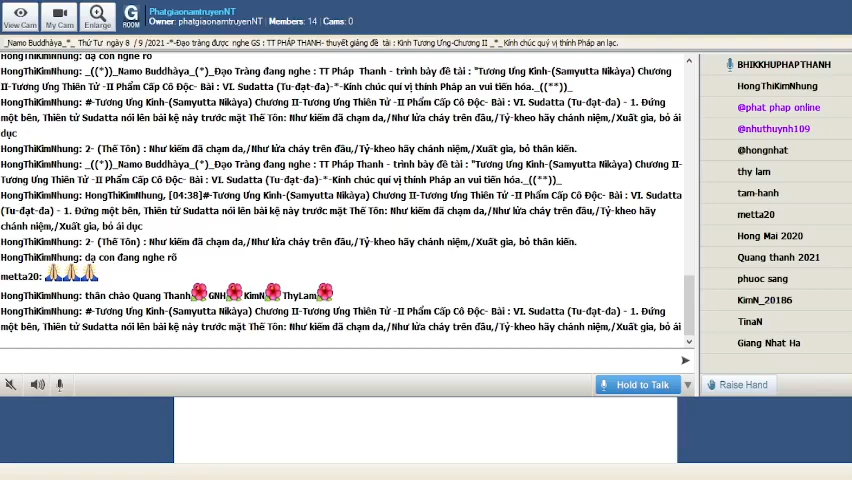 View Cam
My Cam
Enlarge
G
ROOM
PhatgiaonamtruyenNT
Owner: phatgiaonamtruyenNT | Members: 14 | Cams: 0
_Namo Buddhàya_*_ Thứ Tư ngày 8 / 9 /2021 -*-Đạo tràng được nghe GS : TT PHÁP THANH- thuyết giảng đề tài : Kinh Tương Ưng-Chương II _*_ Kính chúc quý vị thính Pháp an lạc.
HongThiKimNhung: dạ con nghe rõ
HongThiKimNhung: _((*))_Namo Buddhàya_(*)_Đạo Tràng đang nghe : TT Pháp Thanh - trình bày đề tài : "Tương Ưng Kinh-(Samyutta Nikàya) Chương
II-Tương Ưng Thiên Tử -II Phẩm Cấp Cô Độc- Bài : VI. Sudatta (Tu-đạt-đa)-*-Kính chúc quí vị thính Pháp an vui tiến hóa._((**))_
HongThiKimNhung: #-Tương Ưng Kinh-(Samyutta Nikàya) Chương II-Tương Ưng Thiên Tử -II Phẩm Cấp Cô Độc- Bài : VI. Sudatta (Tu-đạt-đa) - 1. Đứng
một bên, Thiên tử Sudatta nói lên bài kệ này trước mặt Thế Tôn: Như kiếm đã chạm da,/Như lửa cháy trên đầu,/Tỷ-kheo hãy chánh niệm,/Xuất gia, bỏ ái
dục
HongThiKimNhung: 2- (Thế Tôn) : Như kiếm đã chạm da,/Như lửa cháy trên đầu,/Tỷ-kheo hãy chánh niệm,/Xuất gia, bỏ thân kiến.
HongThiKimNhung: _((*))_Namo Buddhàya_(*)_Đạo Tràng đang nghe : TT Pháp Thanh - trình bày đề tài : "Tương Ưng Kinh-(Samyutta Nikàya) Chương II-
Tương Ưng Thiên Tử -II Phẩm Cấp Cô Độc- Bài : VI. Sudatta (Tu-đạt-đa)-*-Kính chúc quí vị thính Pháp an vui tiến hóa._((**))_
HongThiKimNhung: HongThiKimNhung, [04:38]#-Tương Ưng Kinh-(Samyutta Nikàya) Chương II-Tương Ưng Thiên Tử -II Phẩm Cấp Cô Độc- Bài : VI. Sudatta
(Tu-đạt-đa) - 1. Đứng một bên, Thiên tử Sudatta nói lên bài kệ này trước mặt Thế Tôn: Như kiếm đã chạm da,/Như lửa cháy trên đầu,/Tỷ-kheo hãy
chánh niệm,/Xuất gia, bỏ ái dục
HongThiKimNhung: 2- (Thế Tôn) : Như kiếm đã chạm da,/Như lửa cháy trên đầu,/Tỷ-kheo hãy chánh niệm,/Xuất gia, bỏ thân kiến.
HongThiKimNhung: dạ con đang nghe rõ
metta20:
HongThiKimNhung: thân chào Quang Thanh GNH KimN ThyLam
HongThiKimNhung: #-Tương Ưng Kinh-(Samyutta Nikàya) Chương II-Tương Ưng Thiên Tử -II Phẩm Cấp Cô Độc- Bài : VI. Sudatta (Tu-đạt-đa) - 1. Đứng
một bên, Thiên tử Sudatta nói lên bài kệ này trước mặt Thế Tôn: Như kiếm đã chạm da,/Như lửa cháy trên đầu,/Tỷ-kheo hãy chánh niệm,/Xuất gia, bỏ ái
BHIKKHUPHAPTHANH
HongThiKimNhung
@phat phap online
@nhuthuynh109
@hongnhat
thy lam
tam-hanh
metta20
Hong Mai 2020
Quang thanh 2021
phuoc sang
KimN_20186
TinaN
Giang Nhat Ha
Hold to Talk
Raise Hand